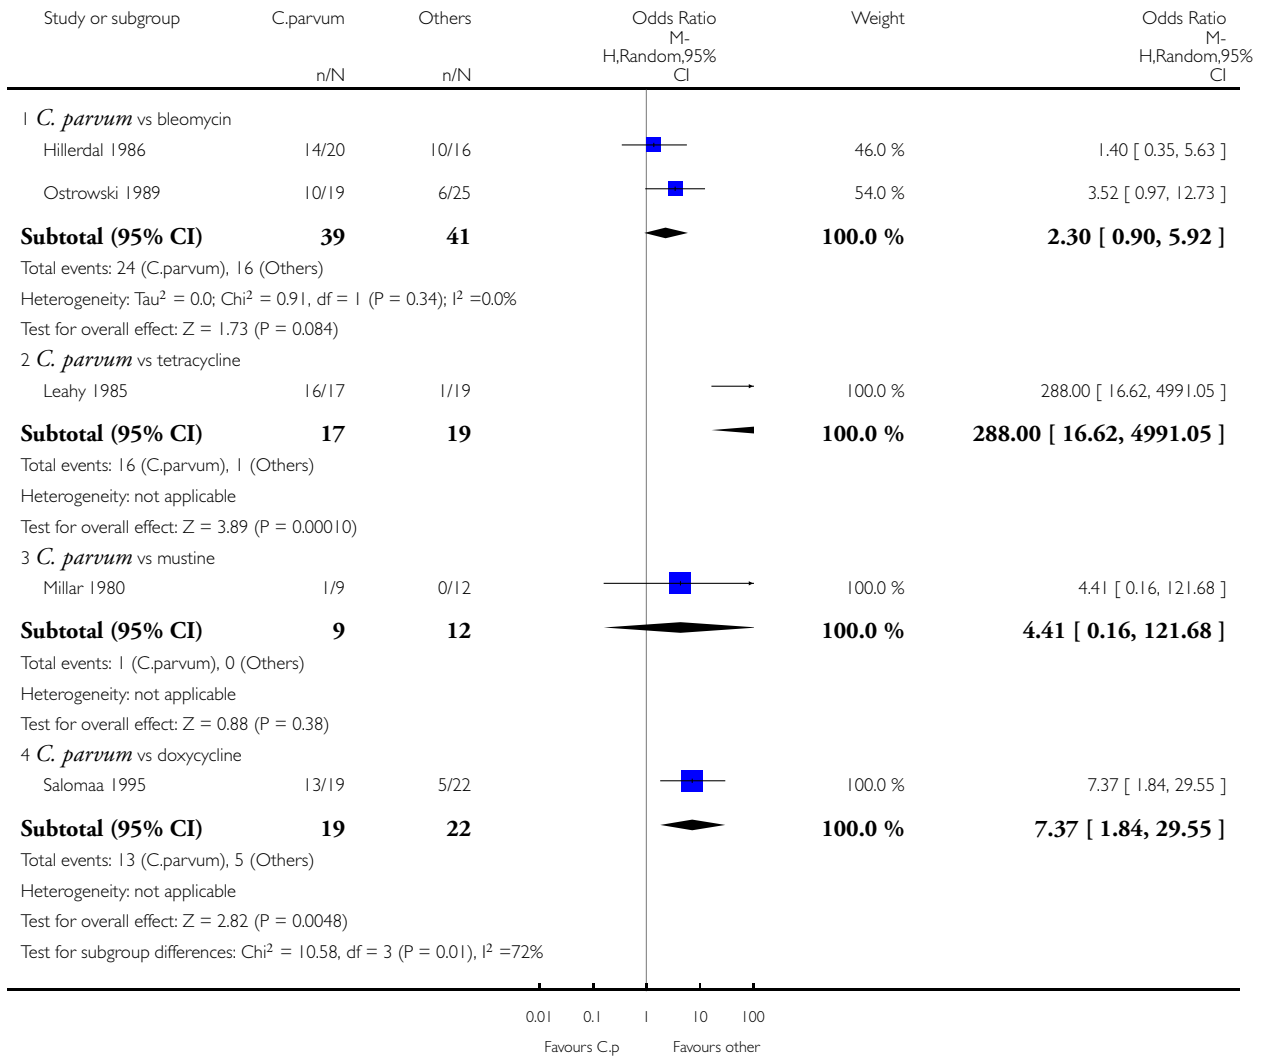 Study or subgroup C.parvum Others Odds Ratio Weight Odds Ratio
M- M-
H,Random,95% H,Random,95%
n/N n/N CI CI
1 C. parvum vs bleomycin
Hillerdal 1986 14/20 10/16 46.0 % 1.40 [ 0.35, 5.63 ]
Ostrowski 1989 10/19 6/25 54.0 % 3.52 [ 0.97, 12.73 ]
Subtotal (95% CI) 39 41 100.0 % 2.30 [ 0.90, 5.92 ]
Total events: 24 (C.parvum), 16 (Others)
Heterogeneity: Tau² = 0.0; Chi² = 0.91, df = 1 (P = 0.34); I² =0.0%
Test for overall effect: Z = 1.73 (P = 0.084)
2 C. parvum vs tetracycline
Leahy 1985 16/17 1/19 100.0 % 288.00 [ 16.62, 4991.05 ]
Subtotal (95% CI) 17 19 100.0 % 288.00 [ 16.62, 4991.05 ]
Total events: 16 (C.parvum), 1 (Others)
Heterogeneity: not applicable
Test for overall effect: Z = 3.89 (P = 0.00010)
3 C. parvum vs mustine
Millar 1980 1/9 0/12 100.0 % 4.41 [ 0.16, 121.68 ]
Subtotal (95% CI) 9 12 100.0 % 4.41 [ 0.16, 121.68 ]
Total events: 1 (C.parvum), 0 (Others)
Heterogeneity: not applicable
Test for overall effect: Z = 0.88 (P = 0.38)
4 C. parvum vs doxycycline
Salomaa 1995 13/19 5/22 100.0 % 7.37 [ 1.84, 29.55 ]
Subtotal (95% CI) 19 22 100.0 % 7.37 [ 1.84, 29.55 ]
Total events: 13 (C.parvum), 5 (Others)
Heterogeneity: not applicable
Test for overall effect: Z = 2.82 (P = 0.0048)
Test for subgroup differences: Chi² = 10.58, df = 3 (P = 0.01), I² =72%
0.01 0.1 1 10 100
Favours C.p Favours other